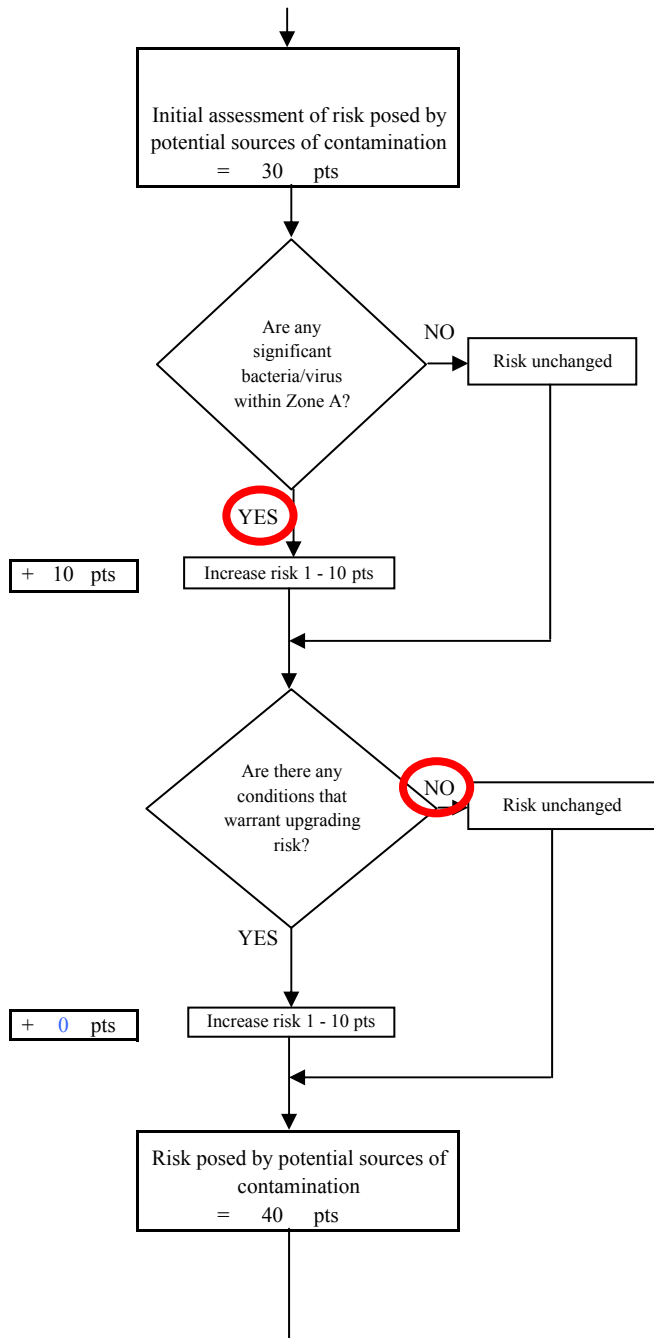 Initial assessment of risk posed by
potential sources of contamination
= 30 pts
Are any
significant
bacteria/virus
within Zone A?
NO
Risk unchanged
YES
+ 10 pts
Increase risk 1 - 10 pts
Are there any
conditions that
warrant upgrading
risk?
NO
Risk unchanged
YES
+ 0 pts
Increase risk 1 - 10 pts
Risk posed by potential sources of
contamination
= 40 pts